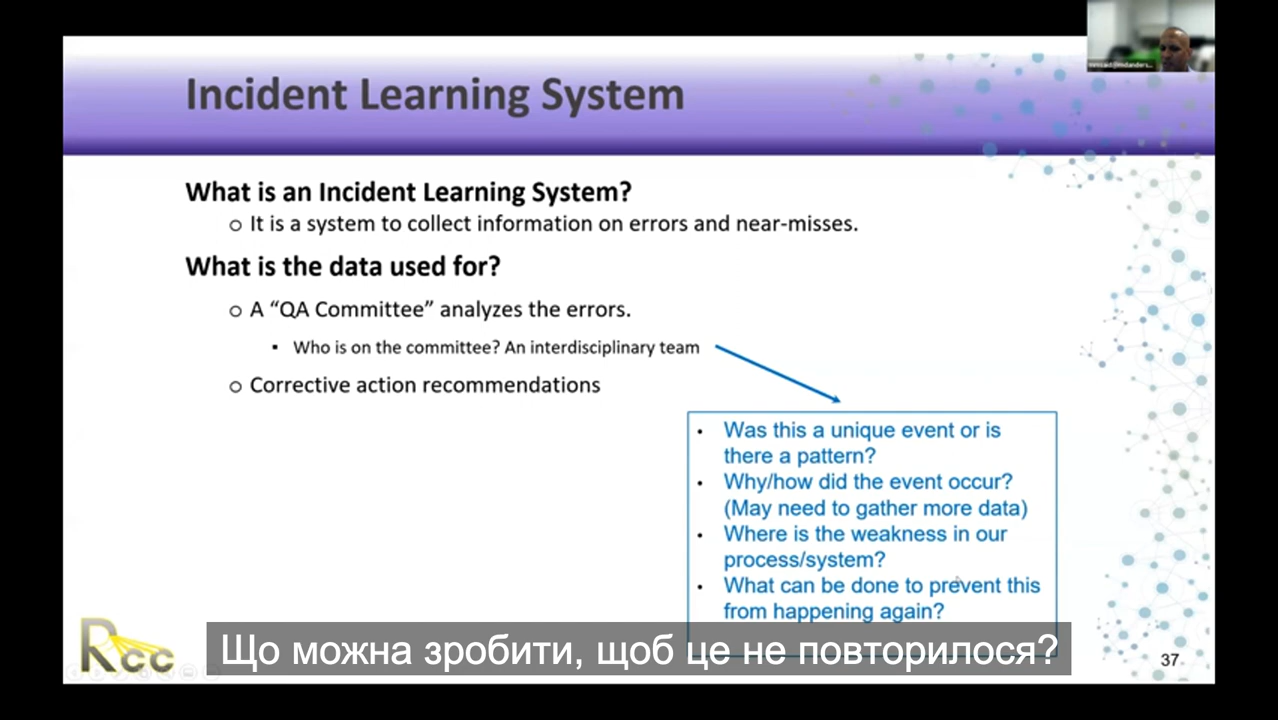 Incident Learning System
What is an Incident Learning System?
o It is a system to collect information on errors and near-misses.
What is the data used for?
o A “QA Committee” analyzes the errors.
▪ Who is on the committee? An interdisciplinary team
o Corrective action recommendations
• Was this a unique event or is
there a pattern?
• Why/how did the event occur?
(May need to gather more data)
• Where is the weakness in our
process/system?
• What can be done to prevent this
from happening again?
Rcc
Що можна зробити, щоб це не повторилося?
37